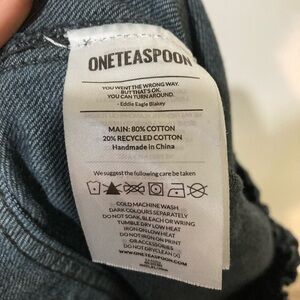 ONETEASPOON
YOU WENT THE WRONG WAY.
BUT THAT'S OK.
YOU CAN TURN AROUND.
- Eddie Eagle Blakey
MAIN: 80% COTTON
20% RECYCLED COTTON
Handmade in China
We suggest the following care be taken
COLD MACHINE WASH
DARK COLOURS SEPARATELY
DO NOT SOAK, BLEACH OR WRING
TUMBLE DRY LOW HEAT
IRON ON LOW HEAT
DO NOT IRON ON PRINT
OR ACCESSORIES
DO NOT DRYCLEAN (X)
WWW.ONETEASPOON.COM